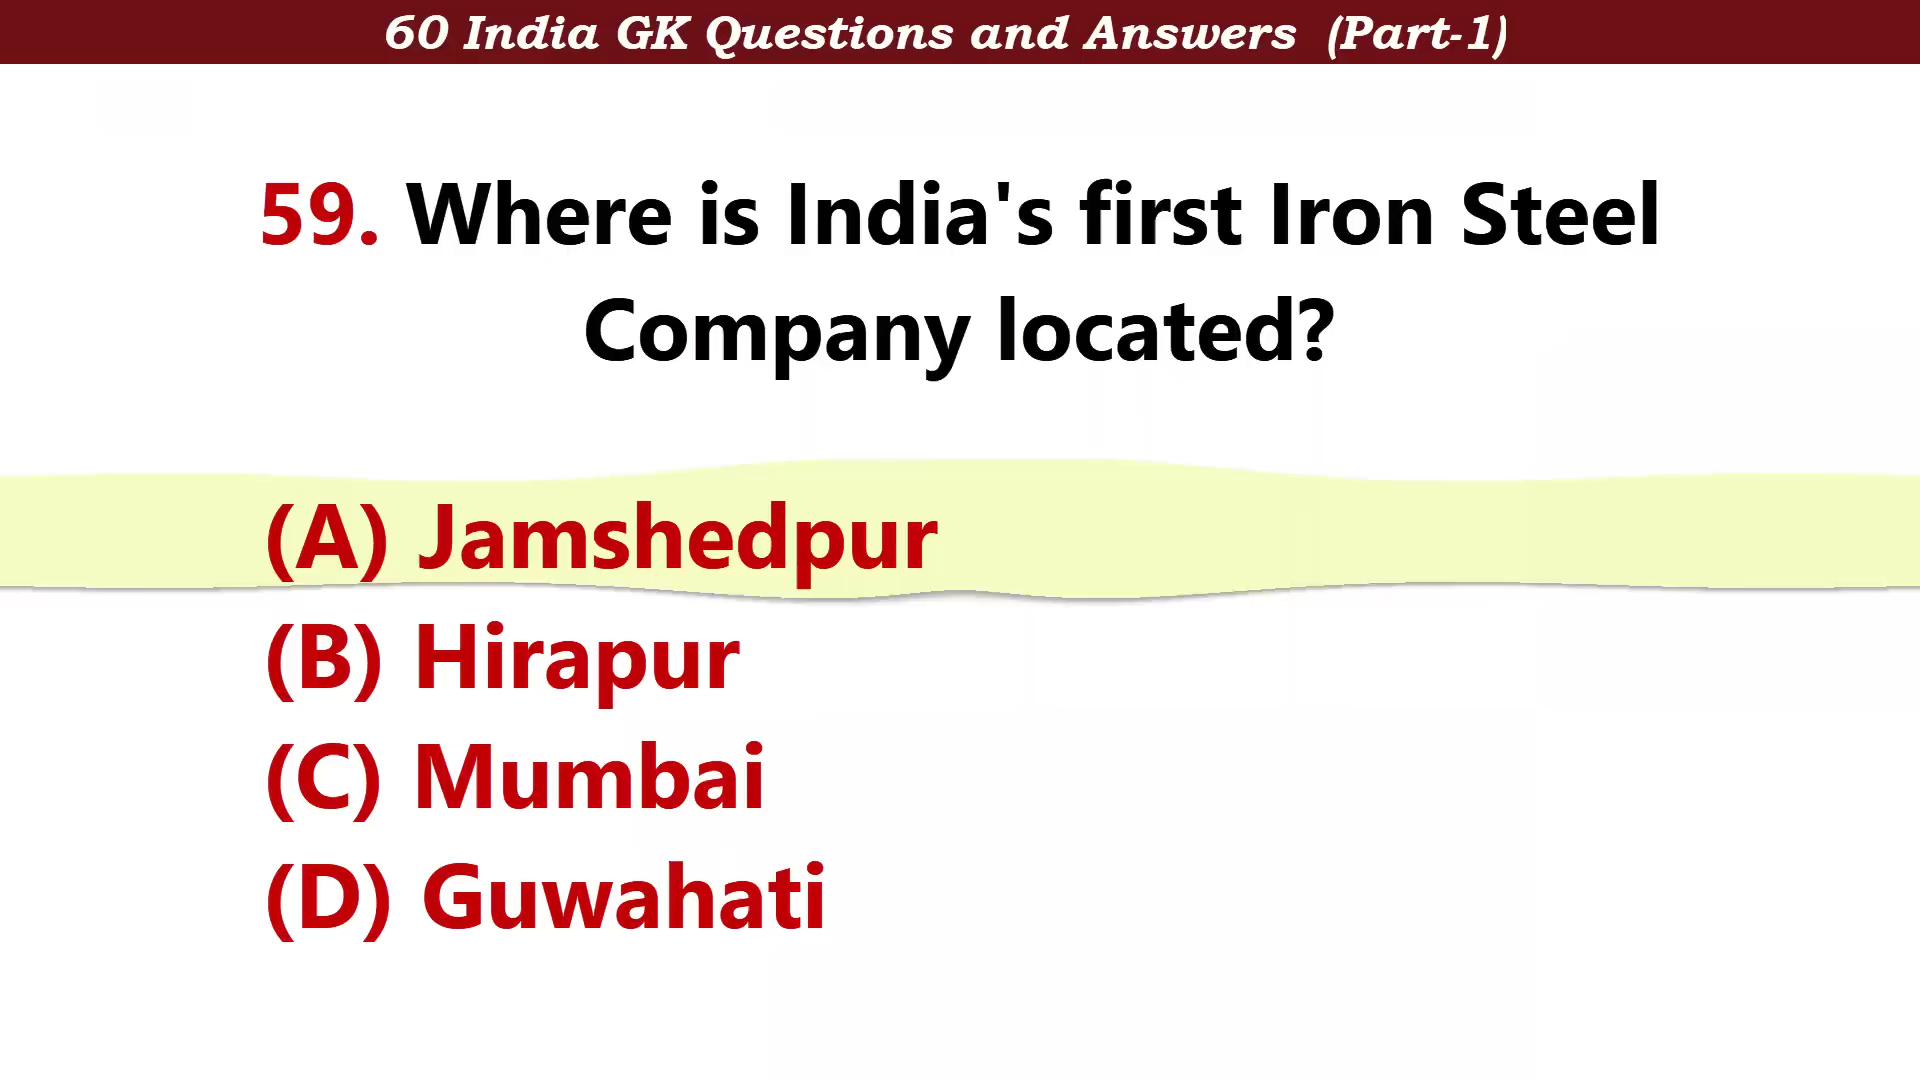 60 India GK Questions and Answers (Part-1)
59. Where is India's first Iron Steel
Company located?
(A) Jamshedpur
(B) Hirapur
(C) Mumbai
(D) Guwahati